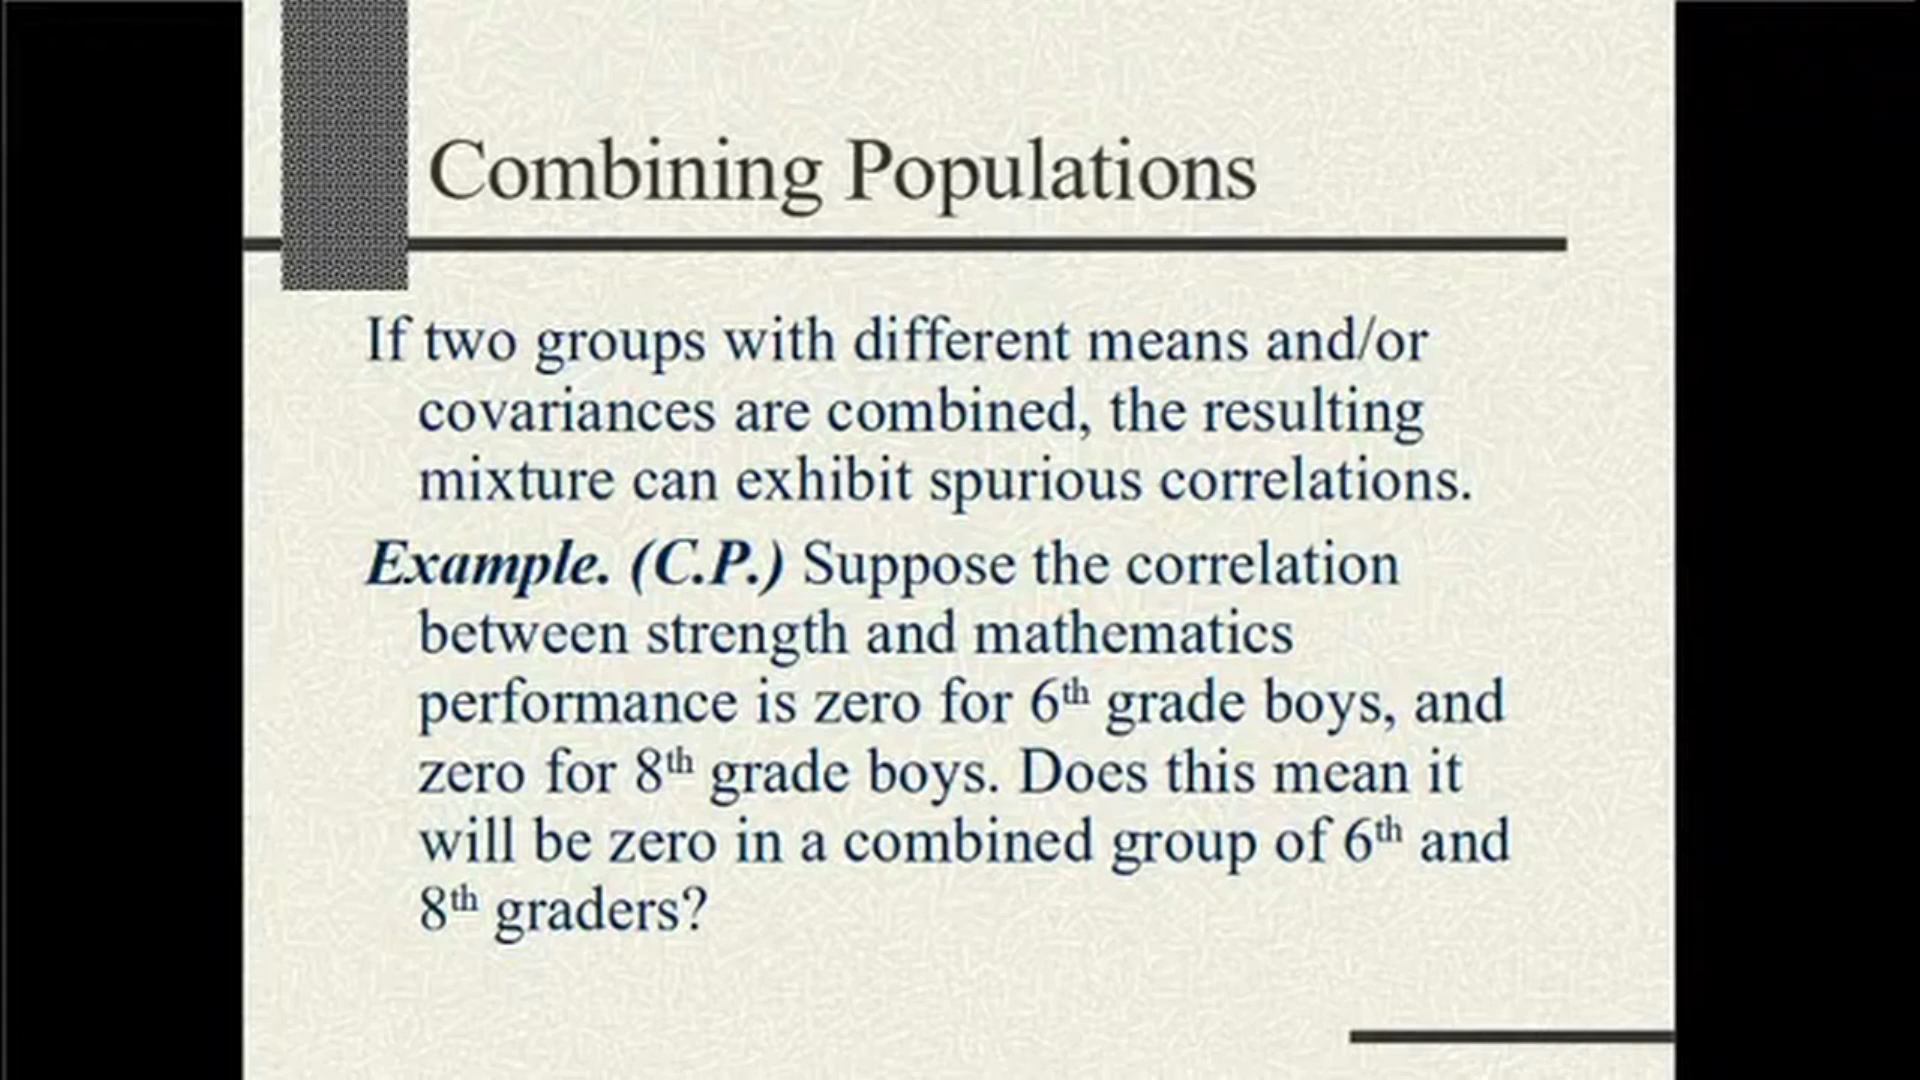 Combining Populations
If two groups with different means and/or
covariances are combined, the resulting
mixture can exhibit spurious correlations.
Example. (C.P.) Suppose the correlation
between strength and mathematics
performance is zero for 6th grade boys, and
zero for 8th grade boys. Does this mean it
will be zero in a combined group of 6th and
8th graders?